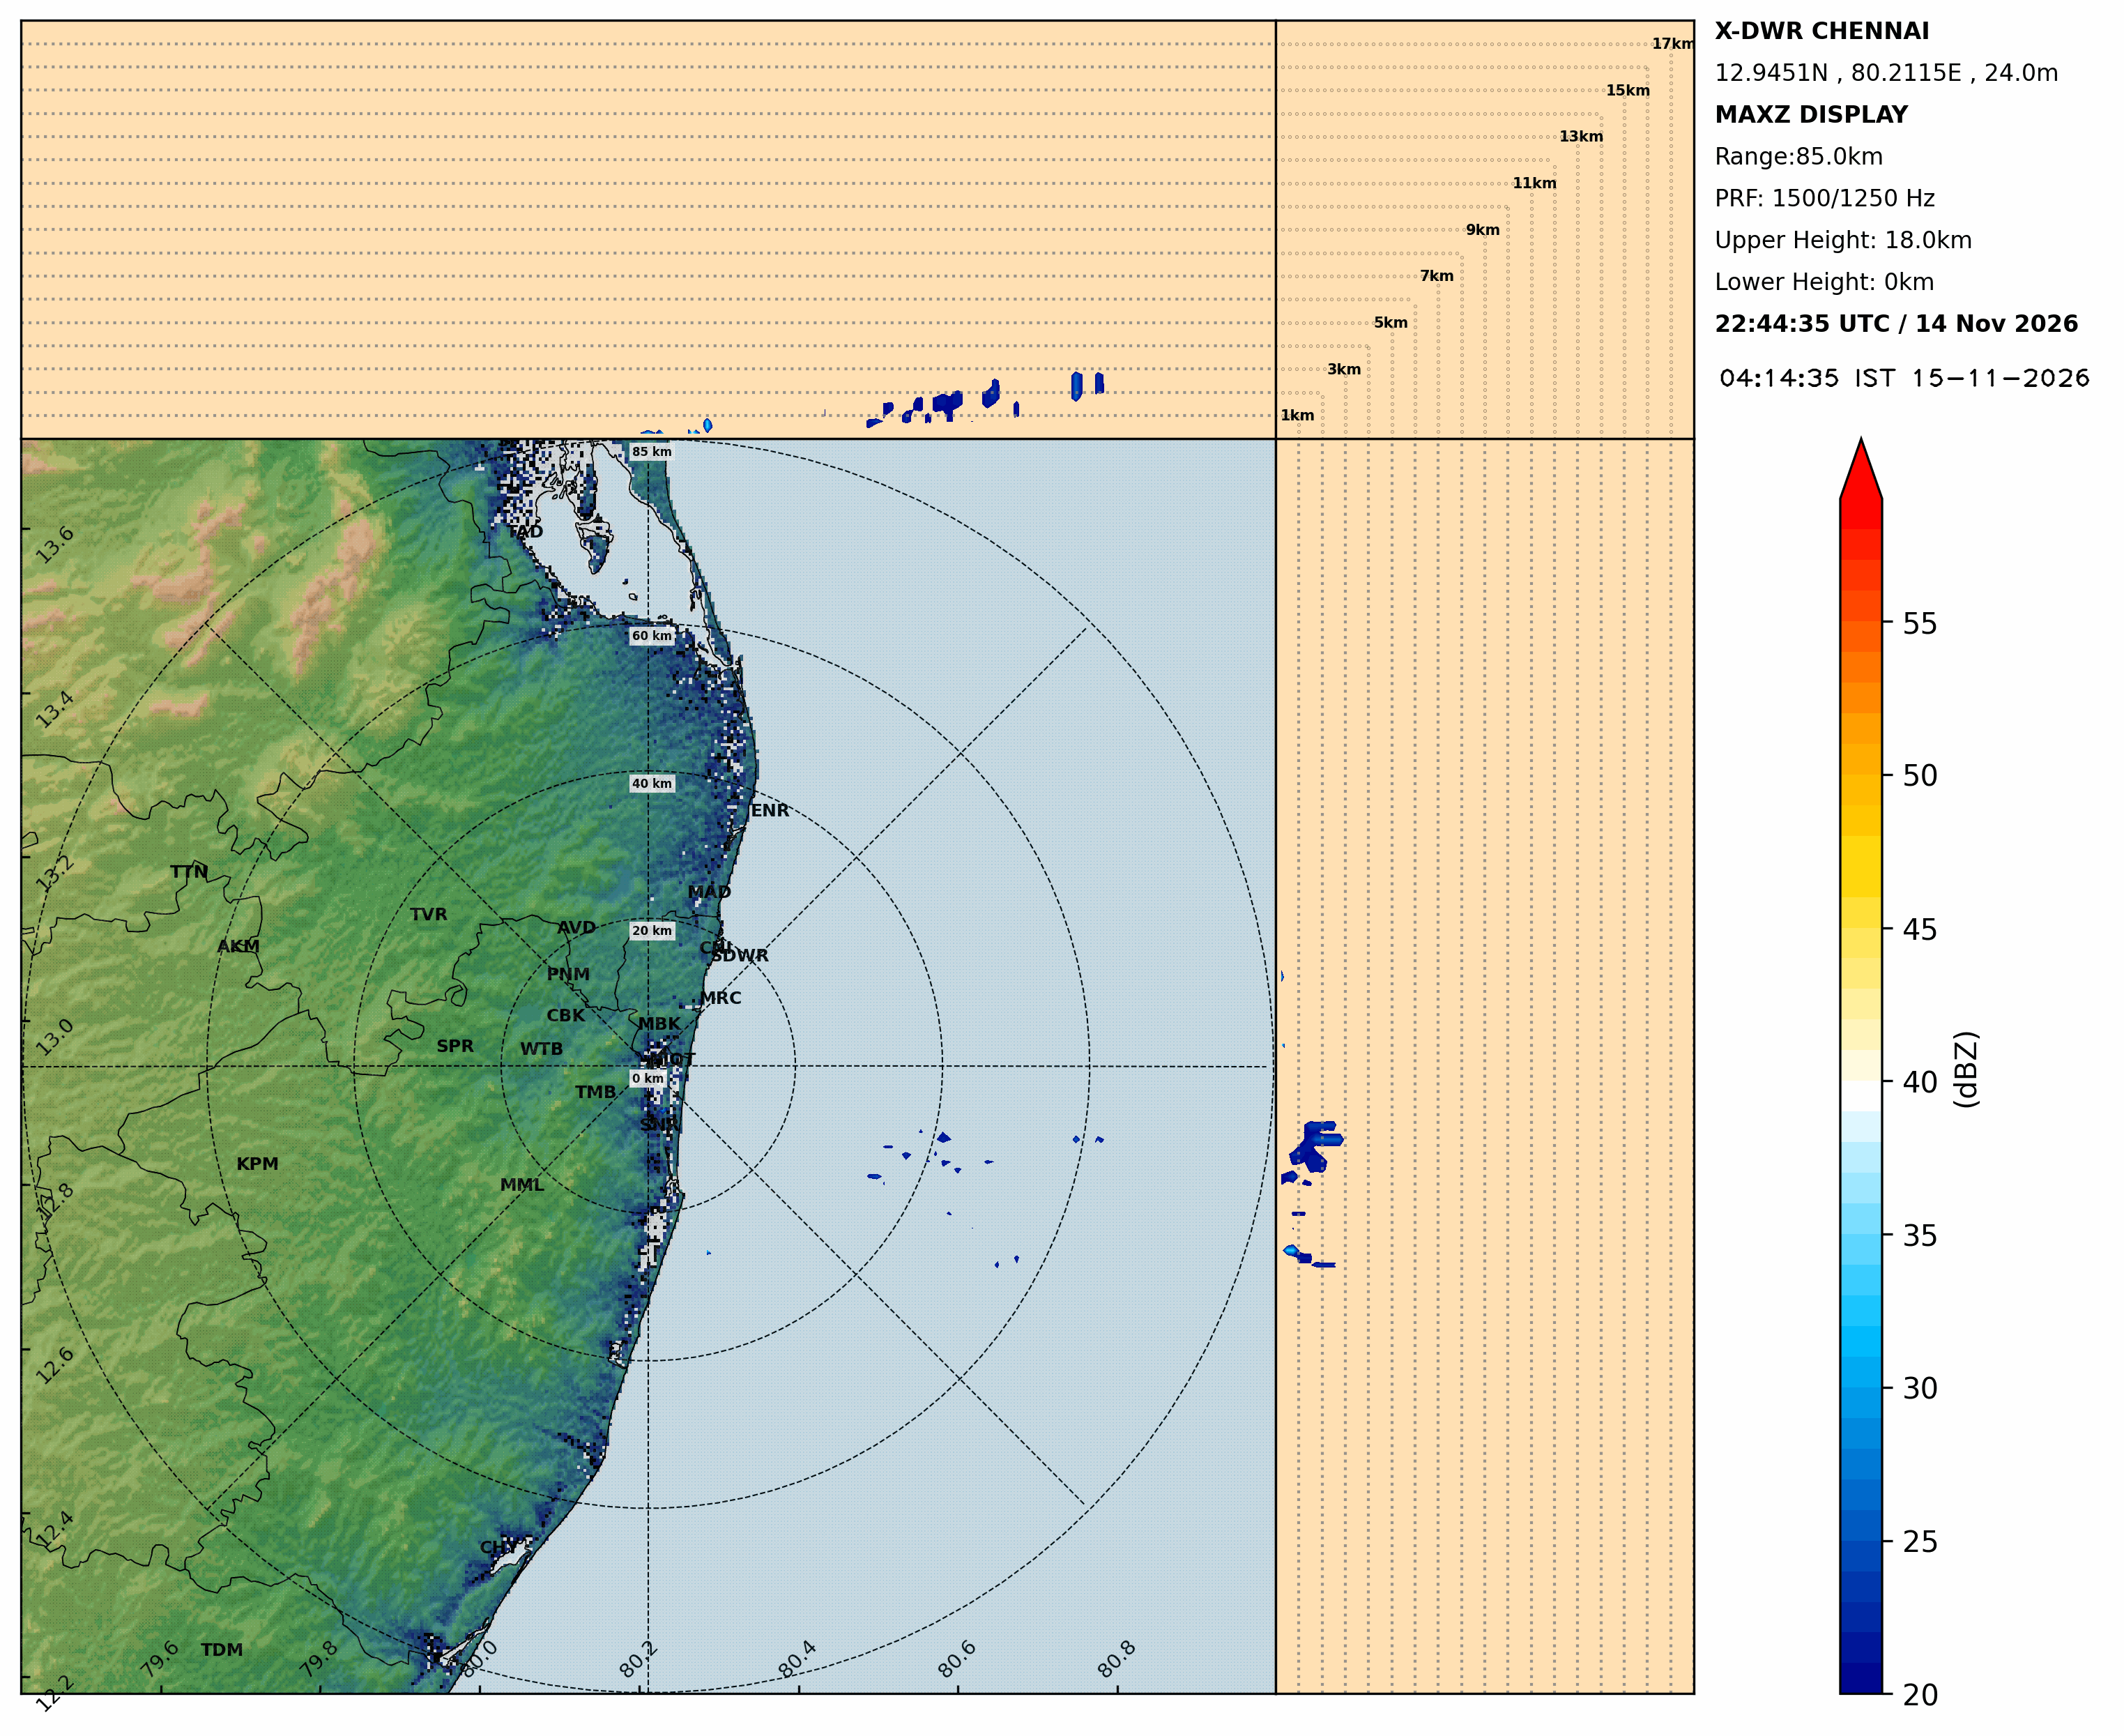 X-DWR CHENNAI
12.9451N , 80.2115E , 24.0m
MAXZ DISPLAY
Range:85.0km
PRF: 1500/1250 Hz
Upper Height: 18.0km
Lower Height: 0km
22:44:35 UTC / 14 Nov 2026
04:14:35 IST 15-11-2026
17km
15km
13km
11km
9km
7km
5km
3km
1km
85 km
60 km
40 km
20 km
0 km
TAD
ENR
MAD
TTN
TVR
AVD
AKM
SDWR
PNM
MRC
CBK
MBK
SPR
WTB
TMB
SNR
KPM
MML
CHY
TDM
13.6
13.4
13.2
13.0
12.8
12.6
12.4
12.2
79.6
79.8
80.0
80.2
80.4
80.6
80.8
55
50
45
40
35
30
25
20
(dBZ)